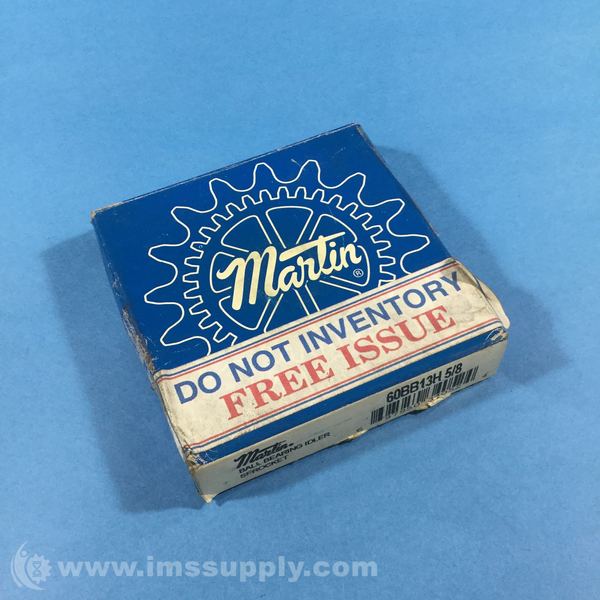 Martin®
DO NOT INVENTORY
FREE ISSUE
60BB13H 5/8
Martin
BALL BEARING IDLER
SPROCKET
www.imssupply.com